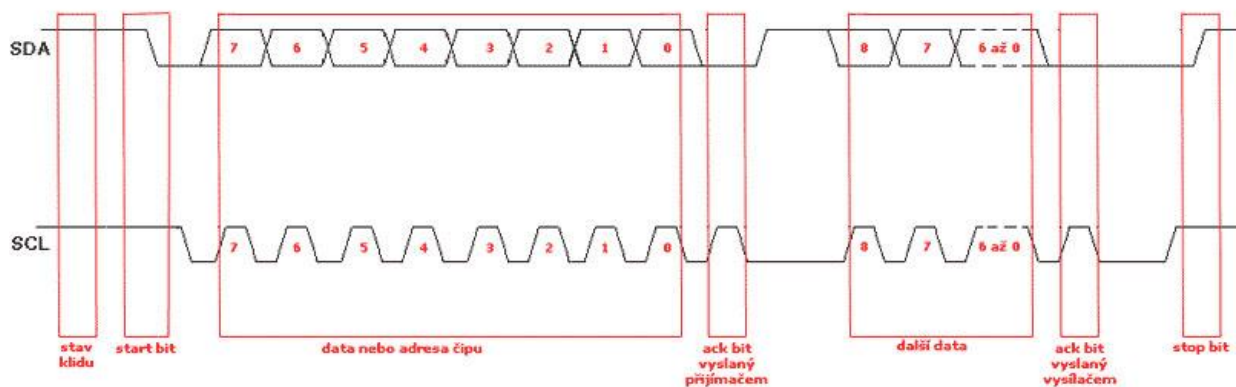 SDA
7 6 5 4 3 2 1 0 8 7 6 až 0
SCL
7 6 5 4 3 2 1 0 8 7 6 až 0
stav
klidu
start bit
data nebo adresa čipu
ack bit
vyslaný
přijímačem
další data
ack bit
vyslaný
vysílačem
stop bit